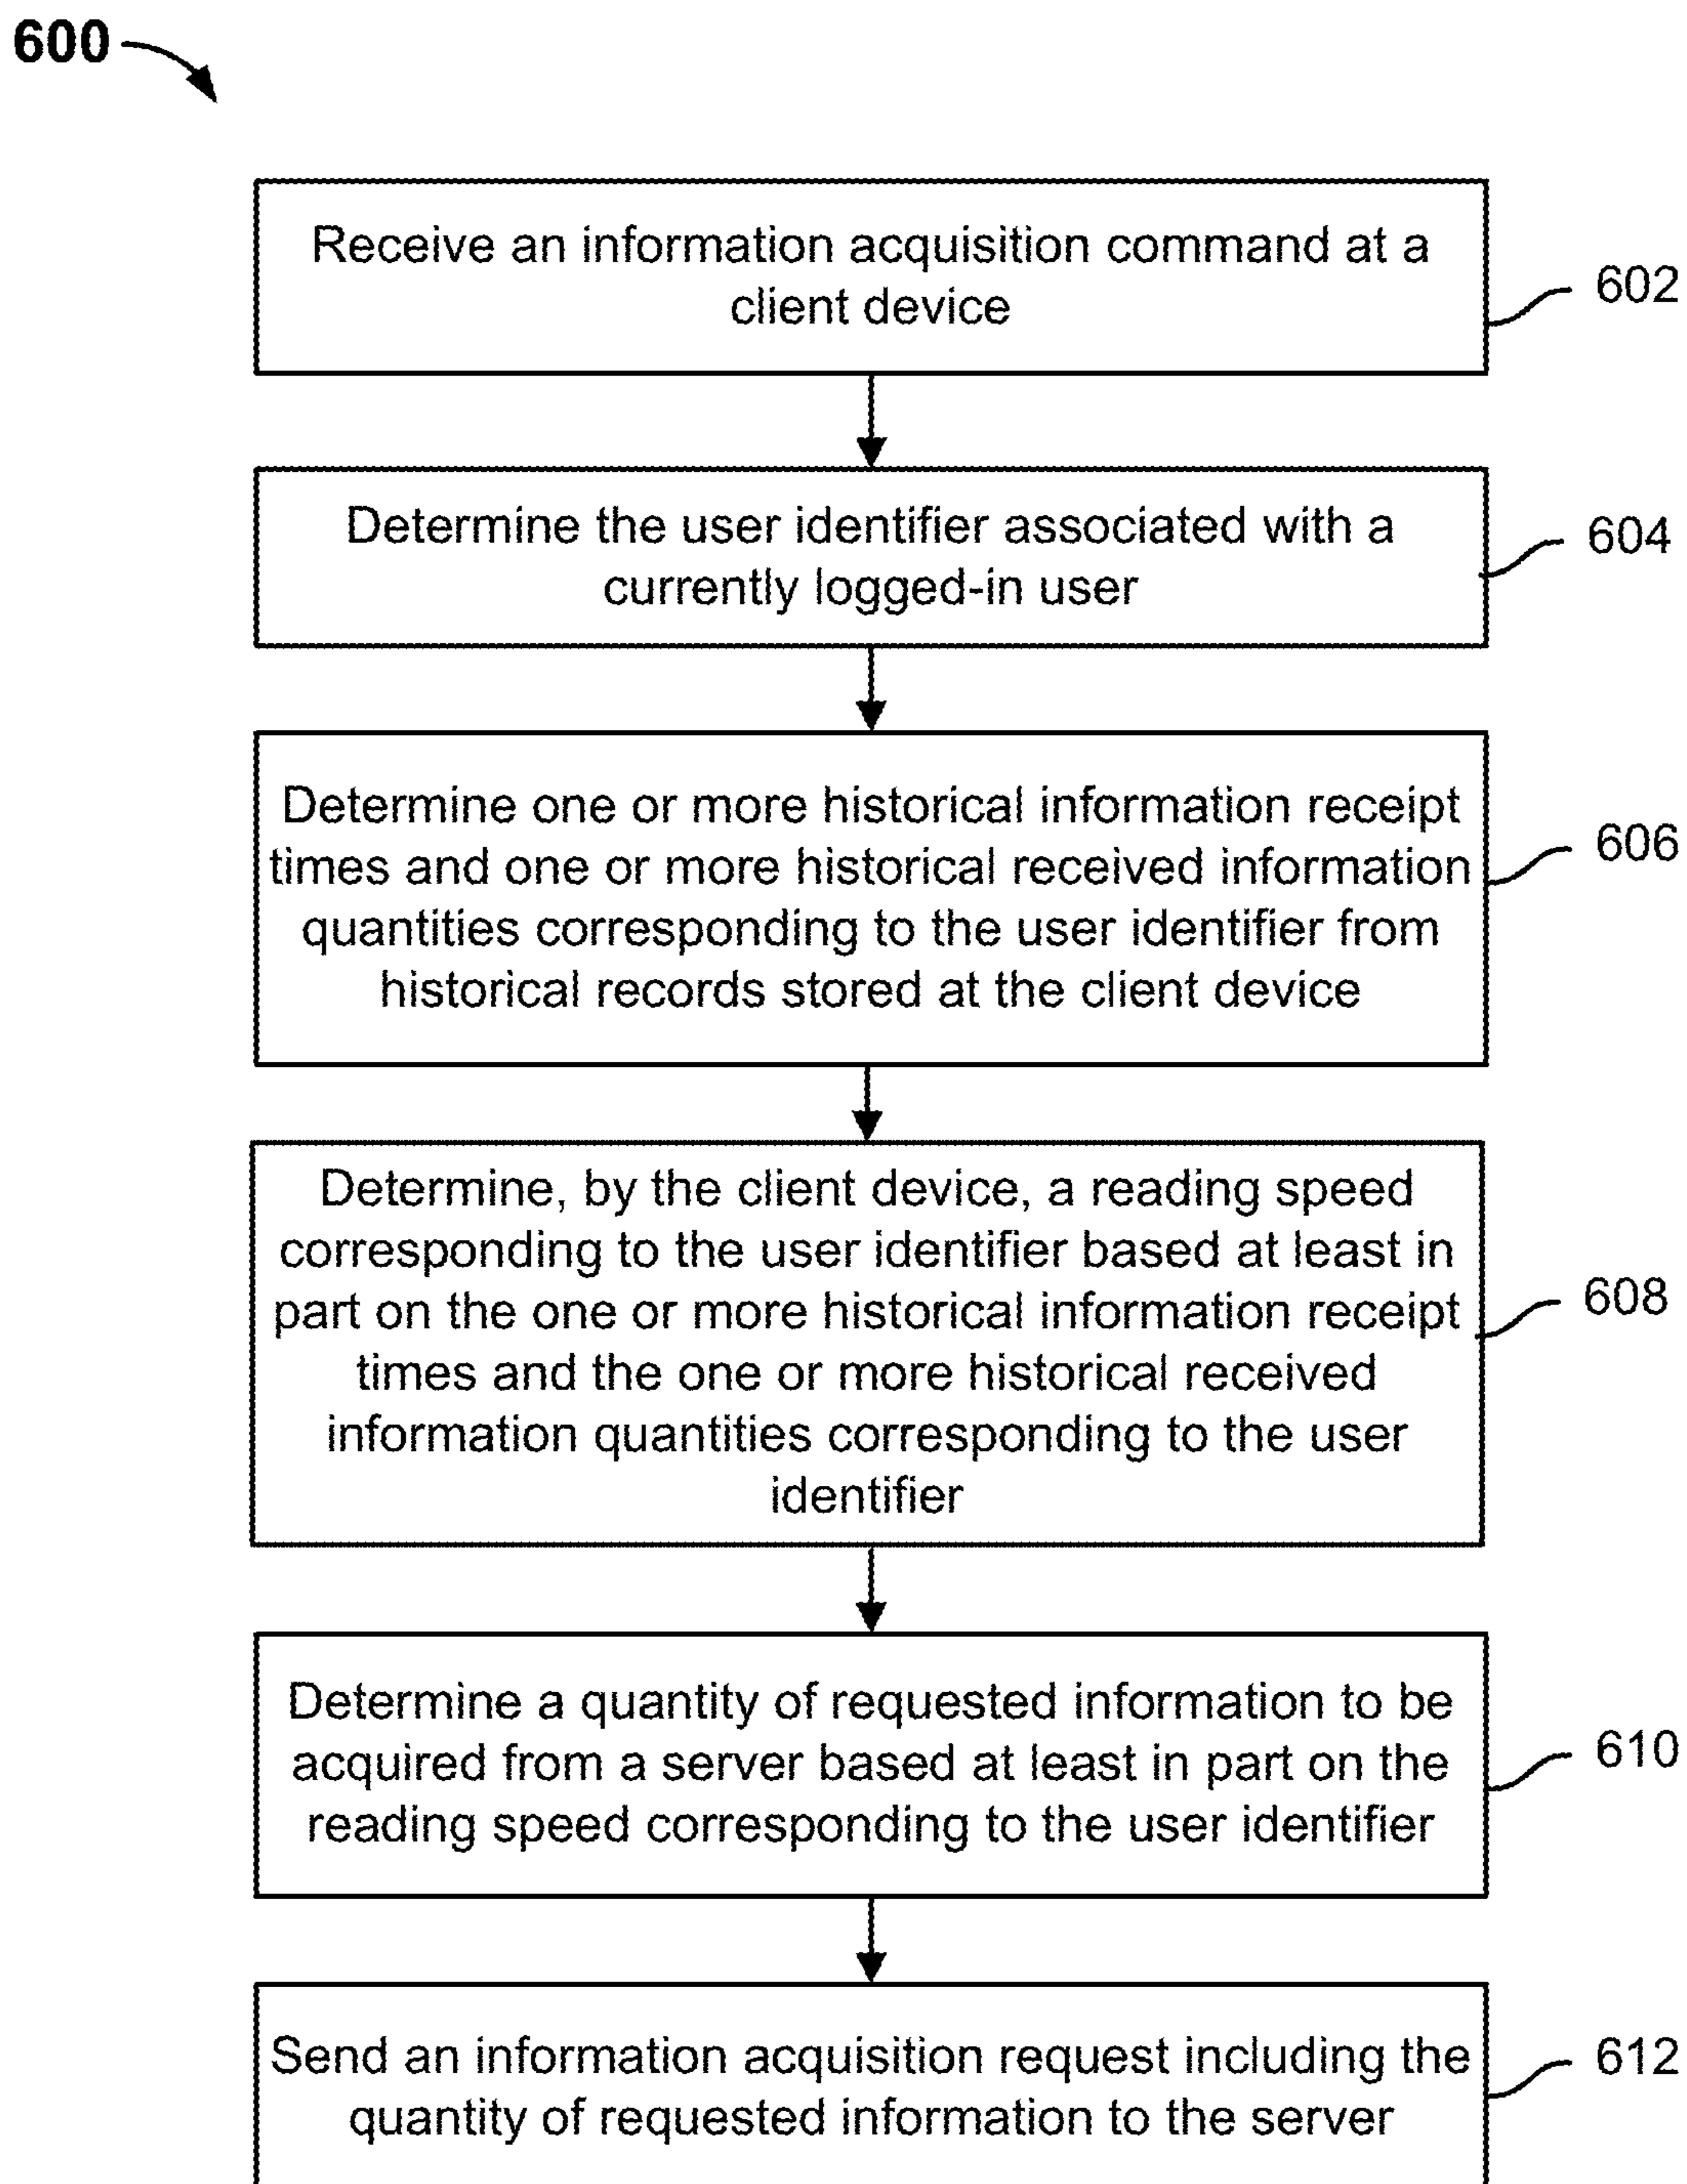 600
Receive an information acquisition command at a
client device
602
Determine the user identifier associated with a
currently logged-in user
604
Determine one or more historical information receipt
times and one or more historical received information
quantities corresponding to the user identifier from
historical records stored at the client device
606
Determine, by the client device, a reading speed
corresponding to the user identifier based at least in
part on the one or more historical information receipt
times and the one or more historical received
information quantities corresponding to the user
identifier
608
Determine a quantity of requested information to be
acquired from a server based at least in part on the
reading speed corresponding to the user identifier
610
Send an information acquisition request including the
quantity of requested information to the server
612